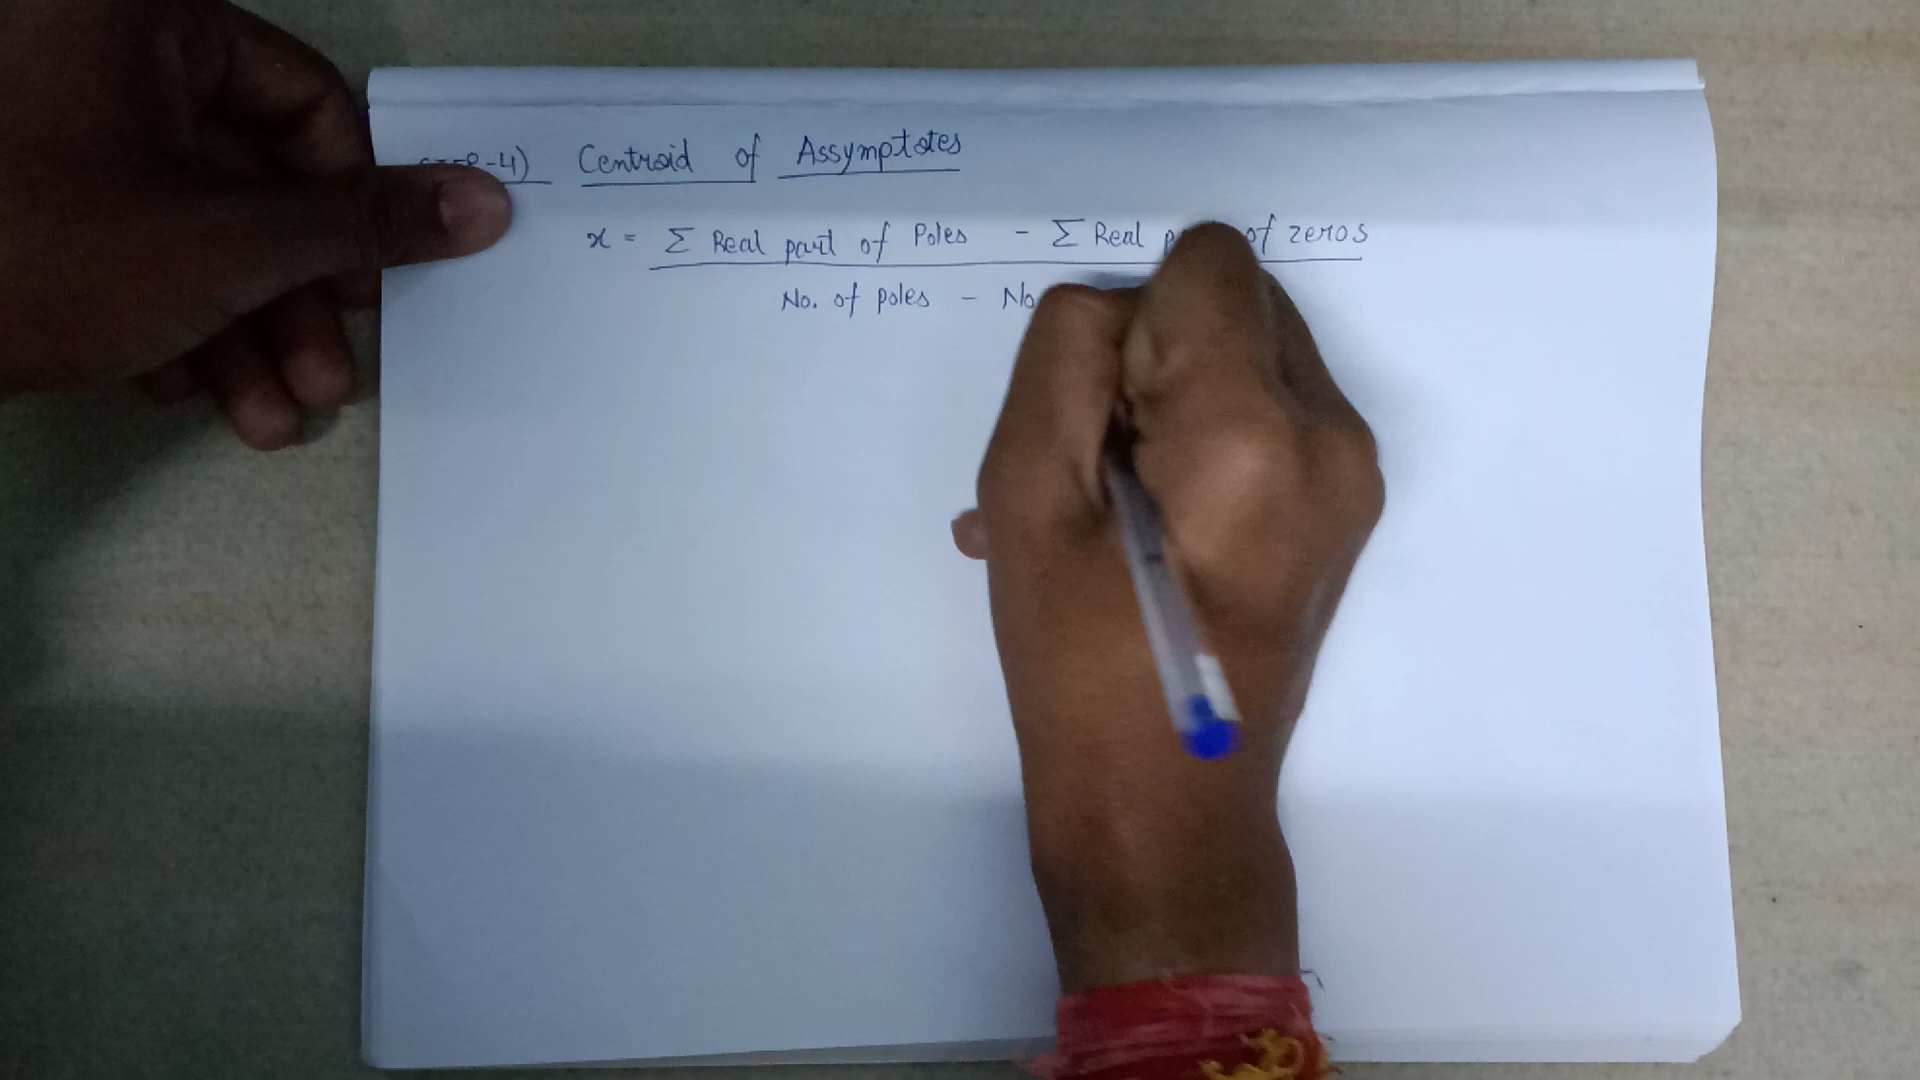 -4) Centroid of Assymptotes
x = Σ Real part of Poles - Σ Real of zeros
No. of poles - No